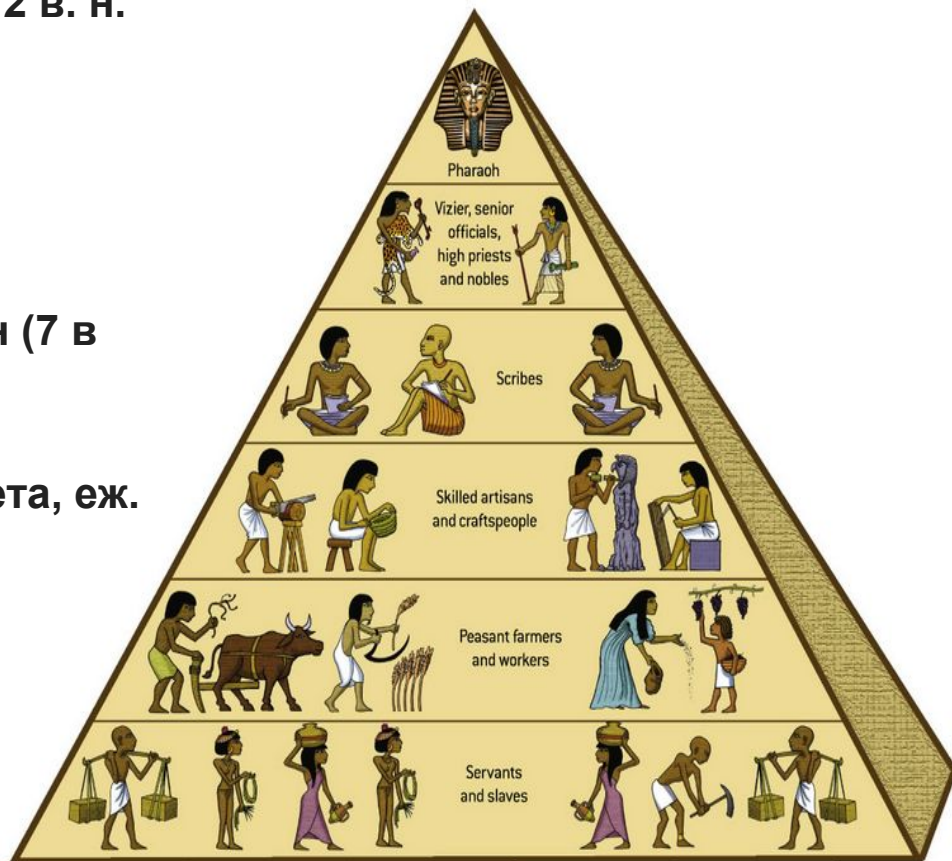 2 в. н.
Pharaoh
Vizier, senior
officials,
high priests
and nobles
(7 в
Scribes
ета, еж.
Skilled artisans
and craftspeople
Peasant farmers
and workers
Servants
and slaves